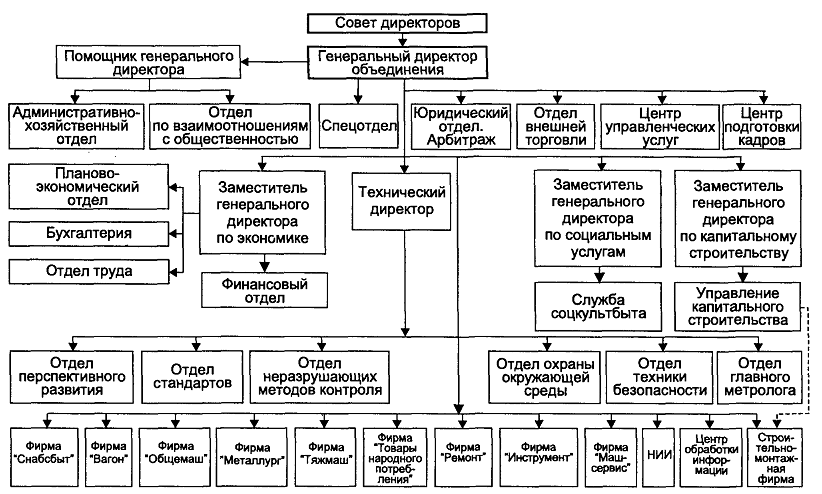 Совет директоров
Помощник генерального
директора
Генеральный директор
объединения
Административно-
хозяйственный
отдел
Отдел
по взаимоотношениям
с общественностью
Спецотдел
Юридический
отдел.
Арбитраж
Отдел
внешней
торговли
Центр
управленческих
услуг
Центр
подготовки
кадров
Планово-
экономический
отдел
Бухгалтерия
Отдел труда
Заместитель
генерального
директора
по экономике
Финансовый
отдел
Технический
директор
Заместитель
генерального
директора
по социальным
услугам
Служба
соцкультбыта
Заместитель
генерального
директора
по капитальному
строительству
Управление
капитального
строительства
Отдел
перспективного
развития
Отдел
стандартов
Отдел
неразрушающих
методов контроля
Отдел охраны
окружающей
среды
Отдел
техники
безопасности
Отдел
главного
метролога
Фирма
"Снабсбыт"
Фирма
"Вагон"
Фирма
"Общемаш"
Фирма
"Металлург"
Фирма
"Тяжмаш"
Фирма
"Товары
народного
потреб-
ления"
Фирма
"Ремонт"
Фирма
"Инструмент"
Фирма
"Маш-
сервис"
НИИ
Центр
обработки
инфор-
мации
Строи-
тельно-
монтаж-
ная
фирма